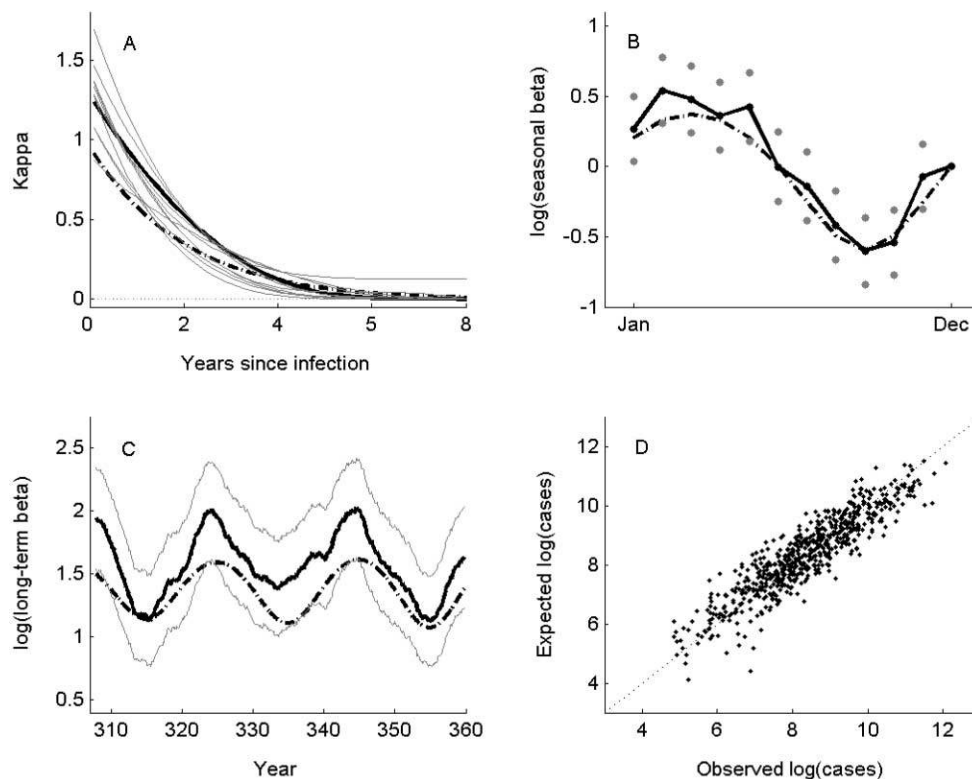 A
1.5
1
0.5
0
Kappa
0 2 4 5 8
Years since infection
B
1
0.5
0
-0.5
-1
log(seasonal beta)
Jan Dec
C
2.5
2
1.5
1
0.5
log(long-term beta)
310 320 330 340 350 360
Year
D
12
10
8
6
4
Expected log(cases)
4 6 8 10 12
Observed log(cases)